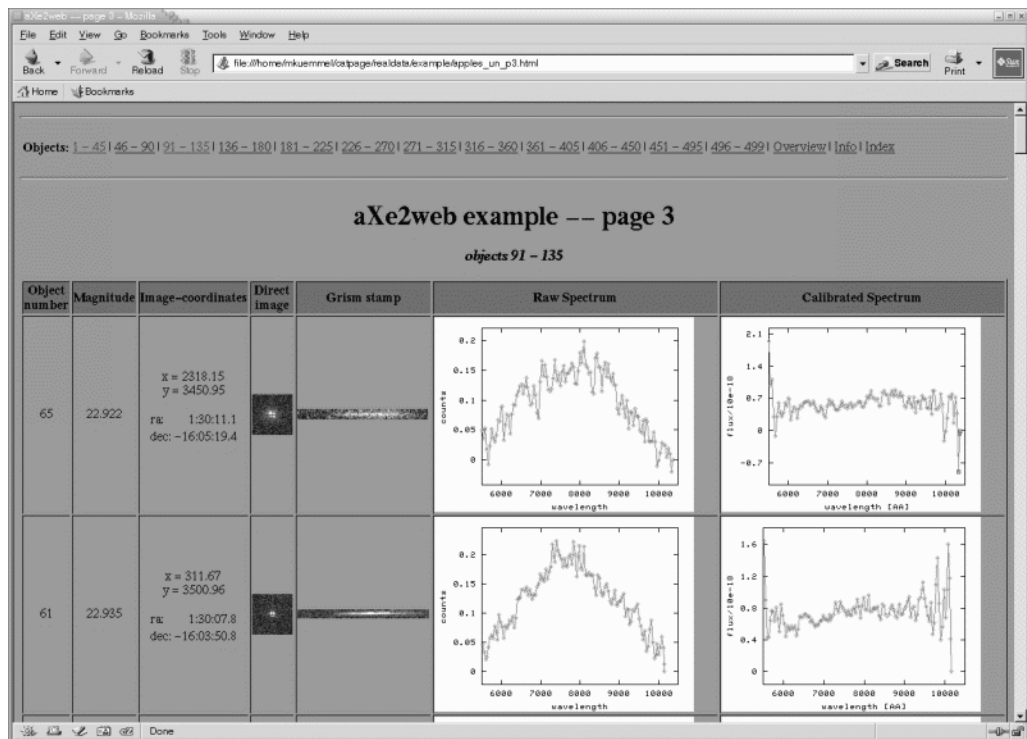 aXe2web -- page 3 - Mozilla
File Edit View Go Bookmarks Tools Window Help
Back Forward Reload Stop file:///home/mkuemmel/catpage/realdata/example/apples_un_p3.html Search Print Sun
Home Bookmarks
Objects: 1 - 45 | 46 - 90 | 91 - 135 | 136 - 180 | 181 - 225 | 226 - 270 | 271 - 315 | 316 - 360 | 361 - 405 | 406 - 450 | 451 - 495 | 496 - 499 | Overview | Info | Index
aXe2web example -- page 3
objects 91 - 135
Object number Magnitude Image-coordinates Direct image Grism stamp Raw Spectrum Calibrated Spectrum
65
22.922
x = 2318.15
y = 3450.95
ra: 1:30:11.1
dec: -16:05:19.4
0.2
0.15
0.1
0.05
0
counts
6000 7000 8000 9000 10000
wavelength
2.1
1.4
0.7
0
-0.7
flux/10e-18
6000 7000 8000 9000 10000
wavelength [AA]
61
22.935
x = 311.67
y = 3500.96
ra: 1:30:07.8
dec: -16:03:50.8
0.2
0.15
0.1
0.05
0
counts
6000 7000 8000 9000 10000
wavelength
1.6
1.2
0.8
0.4
0
flux/10e-18
6000 7000 8000 9000 10000
wavelength [AA]
Done